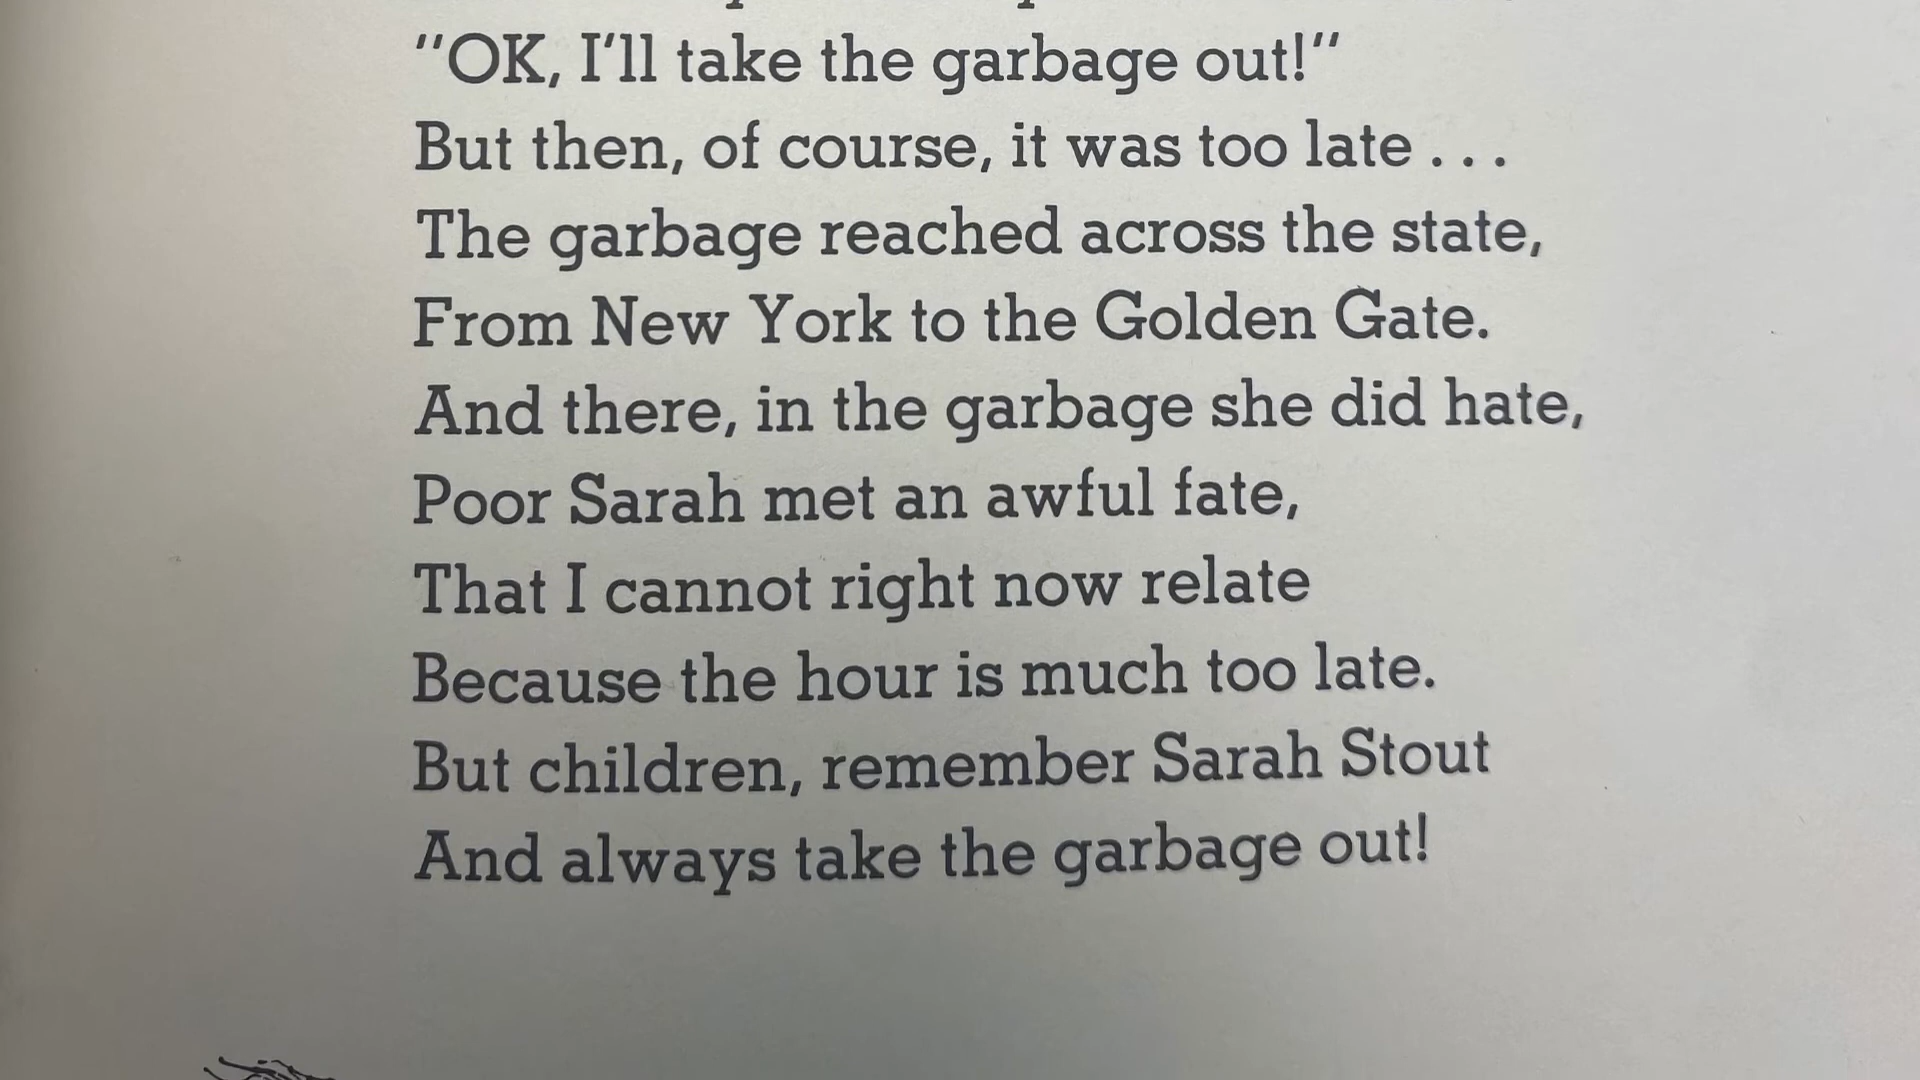 "OK, I'll take the garbage out!"
But then, of course, it was too late . . .
The garbage reached across the state,
From New York to the Golden Gate.
And there, in the garbage she did hate,
Poor Sarah met an awful fate,
That I cannot right now relate
Because the hour is much too late.
But children, remember Sarah Stout
And always take the garbage out!